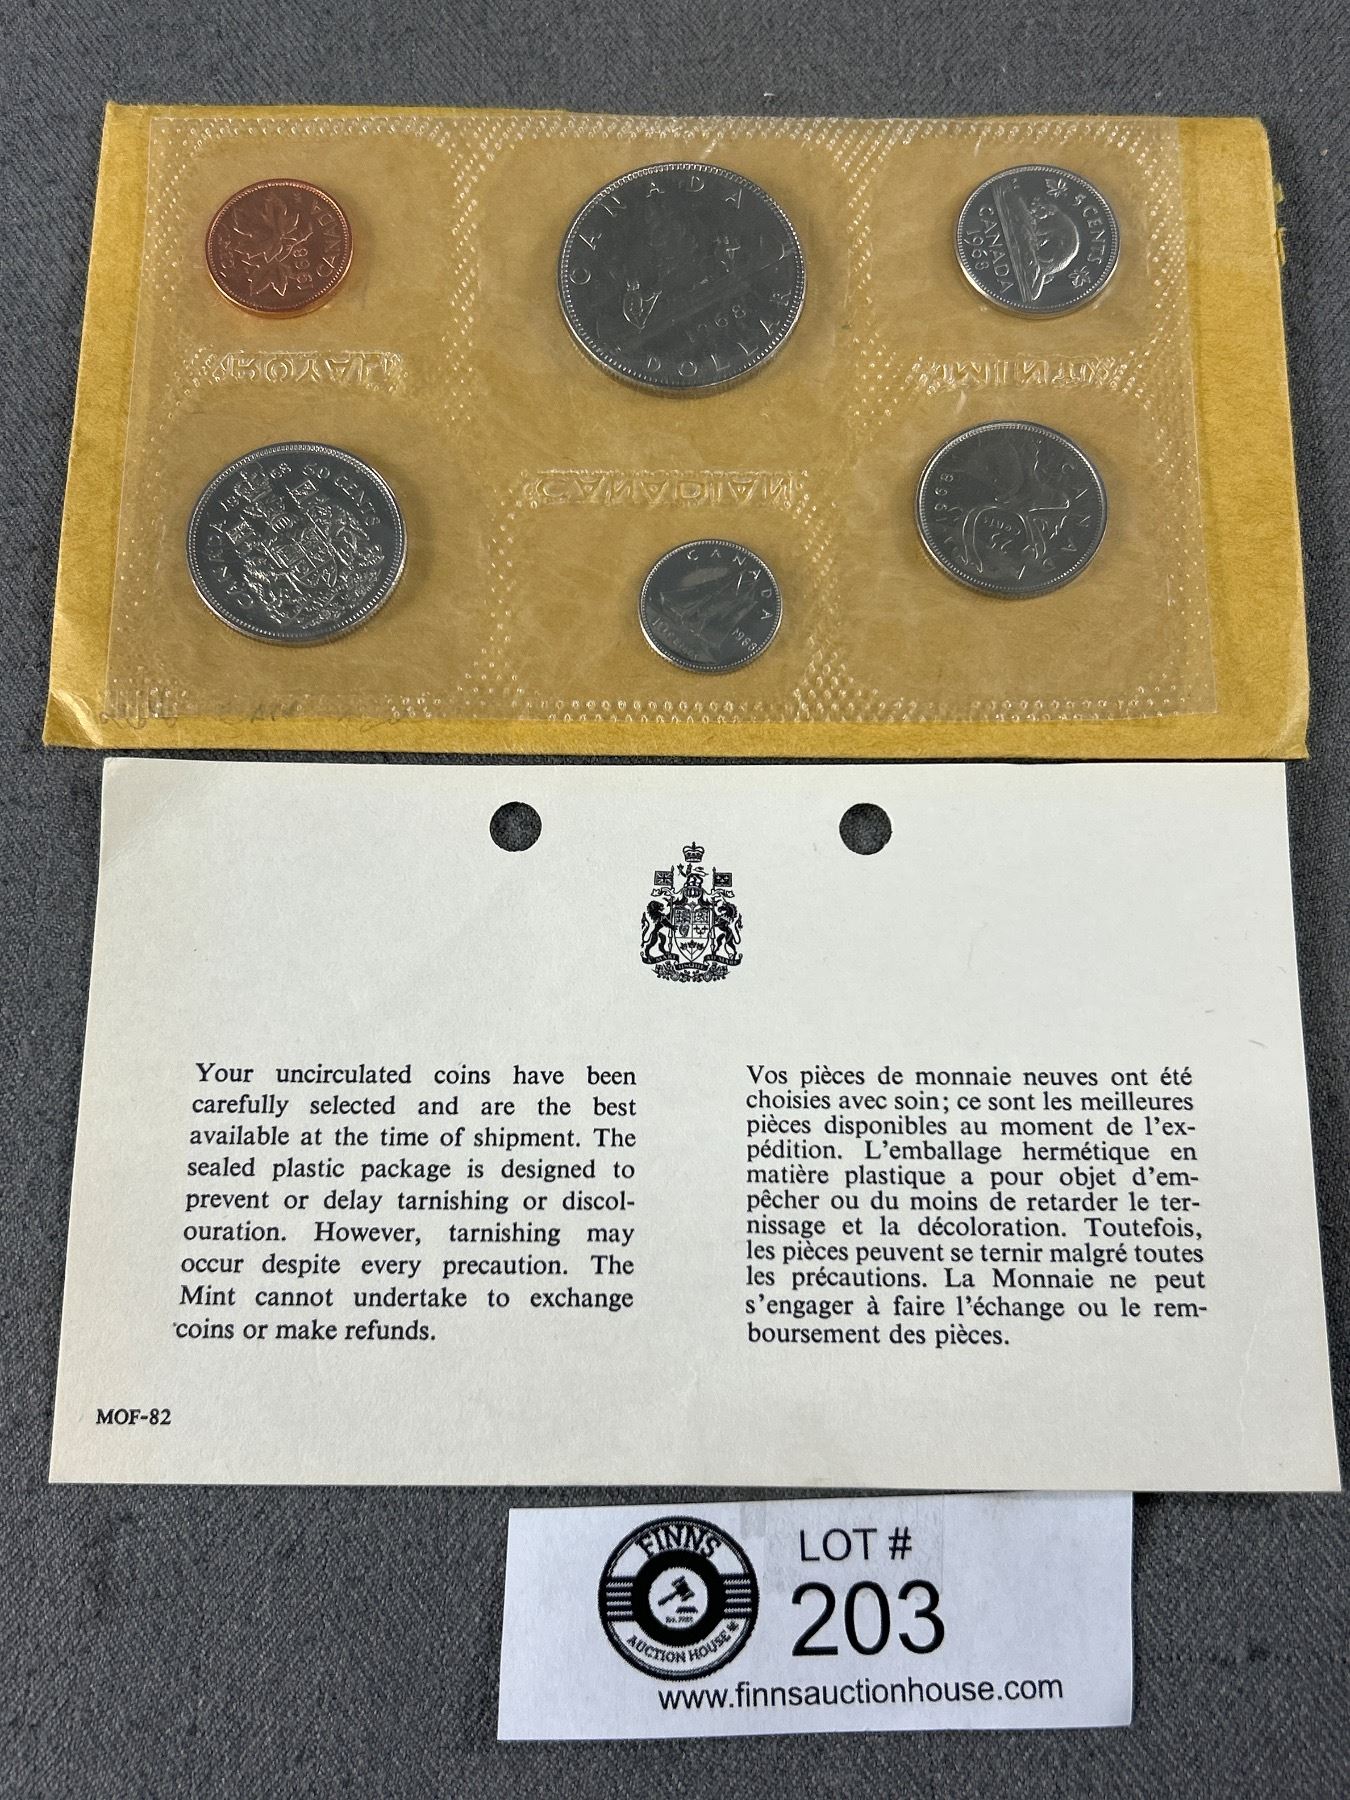 CANADA
1968
CANADA
1968
DOLLAR
5 CENTS
CANADA
1968
ROYAL
MINT
CANADA 1968 50 CENTS
CANADIAN
CANADA
1968
10 CENTS
CANADA
1968
25
CENTS
Your uncirculated coins have been
carefully selected and are the best
available at the time of shipment. The
sealed plastic package is designed to
prevent or delay tarnishing or discol-
ouration. However, tarnishing may
occur despite every precaution. The
Mint cannot undertake to exchange
coins or make refunds.
Vos pièces de monnaie neuves ont été
choisies avec soin; ce sont les meilleures
pièces disponibles au moment de l'ex-
pédition. L'emballage hermétique en
matière plastique a pour objet d'em-
pêcher ou du moins de retarder le ter-
nissage et la décoloration. Toutefois,
les pièces peuvent se ternir malgré toutes
les précautions. La Monnaie ne peut
s'engager à faire l'échange ou le rem-
boursement des pièces.
MOF-82
FINNS
AUCTION HOUSE
LOT #
203
www.finnsauctionhouse.com